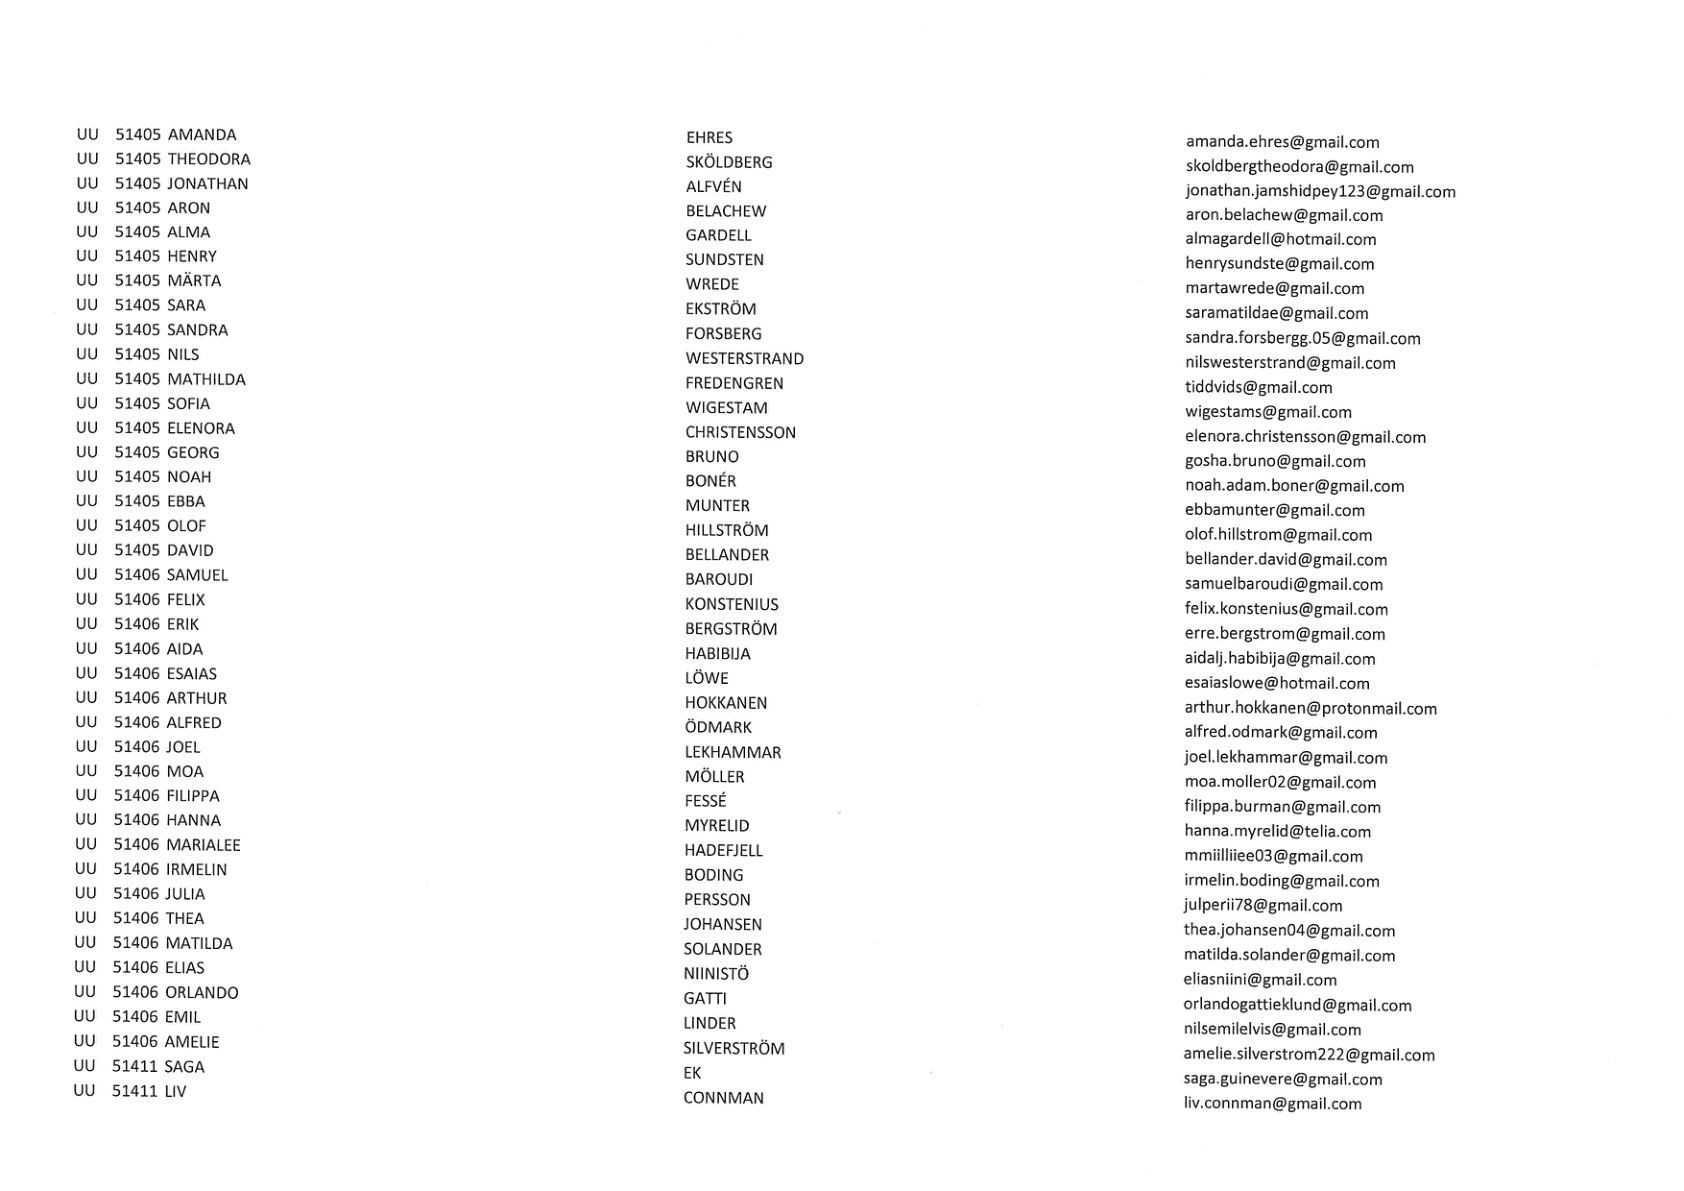 UU 51405 AMANDA EHRES amanda.ehres@gmail.com
UU 51405 THEODORA SKÖLDBERG skoldbergtheodora@gmail.com
UU 51405 JONATHAN ALFVÉN jonathan.jamshidpey123@gmail.com
UU 51405 ARON BELACHEW aron.belachew@gmail.com
UU 51405 ALMA GARDELL almagardell@hotmail.com
UU 51405 HENRY SUNDSTEN henrysundste@gmail.com
UU 51405 MÄRTA WREDE martawrede@gmail.com
UU 51405 SARA EKSTRÖM saramatildae@gmail.com
UU 51405 SANDRA FORSBERG sandra.forsbergg.05@gmail.com
UU 51405 NILS WESTERSTRAND nilswesterstrand@gmail.com
UU 51405 MATHILDA FREDENGREN tiddvids@gmail.com
UU 51405 SOFIA WIGESTAM wigestams@gmail.com
UU 51405 ELENORA CHRISTENSSON elenora.christensson@gmail.com
UU 51405 GEORG BRUNO gosha.bruno@gmail.com
UU 51405 NOAH BONÉR noah.adam.boner@gmail.com
UU 51405 EBBA MUNTER ebbamunter@gmail.com
UU 51405 OLOF HILLSTRÖM olof.hillstrom@gmail.com
UU 51405 DAVID BELLANDER bellander.david@gmail.com
UU 51406 SAMUEL BAROUDI samuelbaroudi@gmail.com
UU 51406 FELIX KONSTENIUS felix.konstenius@gmail.com
UU 51406 ERIK BERGSTRÖM erre.bergstrom@gmail.com
UU 51406 AIDA HABIBIJA aidalj.habibija@gmail.com
UU 51406 ESAIAS LÖWE esaiaslowe@hotmail.com
UU 51406 ARTHUR HOKKANEN arthur.hokkanen@protonmail.com
UU 51406 ALFRED ÖDMARK alfred.odmark@gmail.com
UU 51406 JOEL LEKHAMMAR joel.lekhammar@gmail.com
UU 51406 MOA MÖLLER moa.moller02@gmail.com
UU 51406 FILIPPA FESSÉ filippa.burman@gmail.com
UU 51406 HANNA MYRELID hanna.myrelid@telia.com
UU 51406 MARIALEE HADEFJELL mmiilliiee03@gmail.com
UU 51406 IRMELIN BODING irmelin.boding@gmail.com
UU 51406 JULIA PERSSON julperii78@gmail.com
UU 51406 THEA JOHANSEN thea.johansen04@gmail.com
UU 51406 MATILDA SOLANDER matilda.solander@gmail.com
UU 51406 ELIAS NIINISTÖ eliasniini@gmail.com
UU 51406 ORLANDO GATTI orlandogattieklund@gmail.com
UU 51406 EMIL LINDER nilsemilelvis@gmail.com
UU 51406 AMELIE SILVERSTRÖM amelie.silverstrom222@gmail.com
UU 51411 SAGA EK saga.guinevere@gmail.com
UU 51411 LIV CONNMAN liv.connman@gmail.com